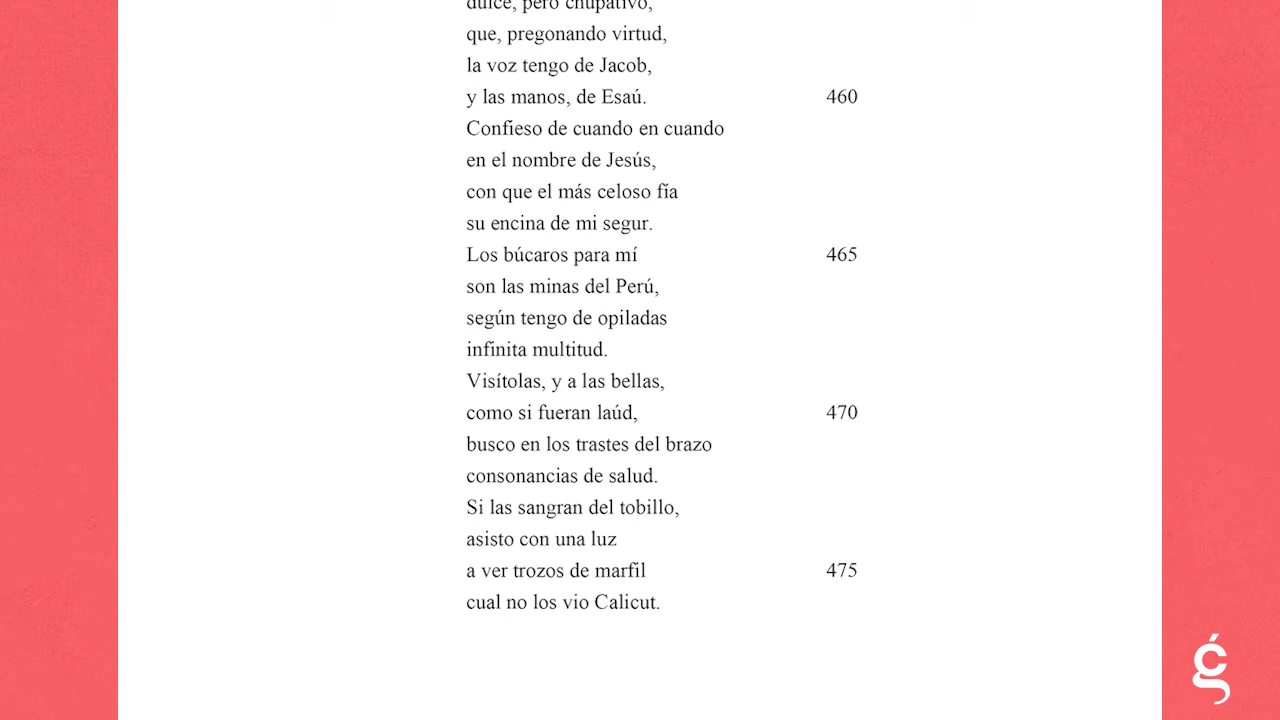 dulce, pero chupativo,
que, pregonando virtud,
la voz tengo de Jacob,
y las manos, de Esaú. 460
Confieso de cuando en cuando
en el nombre de Jesús,
con que el más celoso fía
su encina de mi segur.
Los búcaros para mí 465
son las minas del Perú,
según tengo de opiladas
infinita multitud.
Visítolas, y a las bellas,
como si fueran laúd, 470
busco en los trastes del brazo
consonancias de salud.
Si las sangran del tobillo,
asisto con una luz
a ver trozos de marfil 475
cual no los vio Calicut.